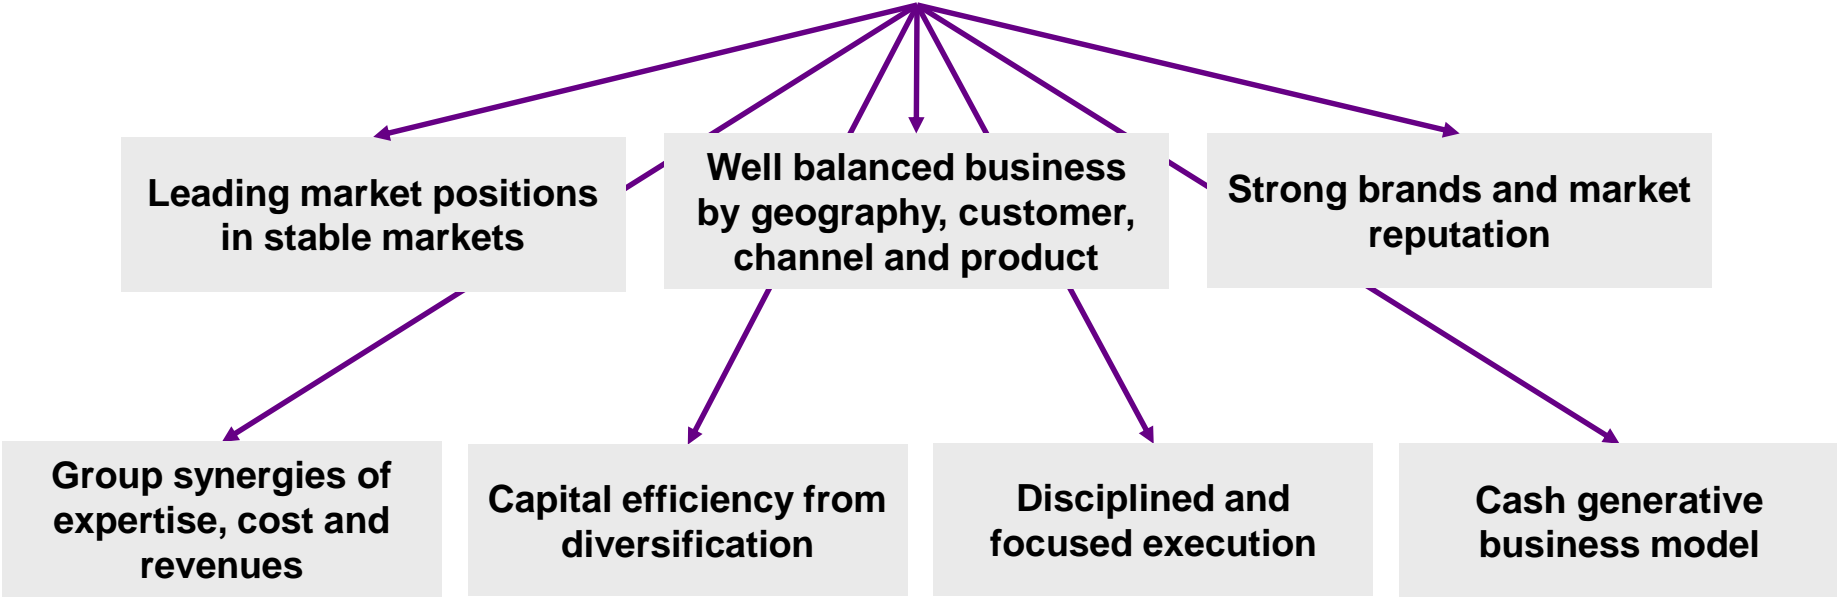 Leading market positions
in stable markets
Well balanced business
by geography, customer,
channel and product
Strong brands and market
reputation
Group synergies of
expertise, cost and
revenues
Capital efficiency from
diversification
Disciplined and
focused execution
Cash generative
business model